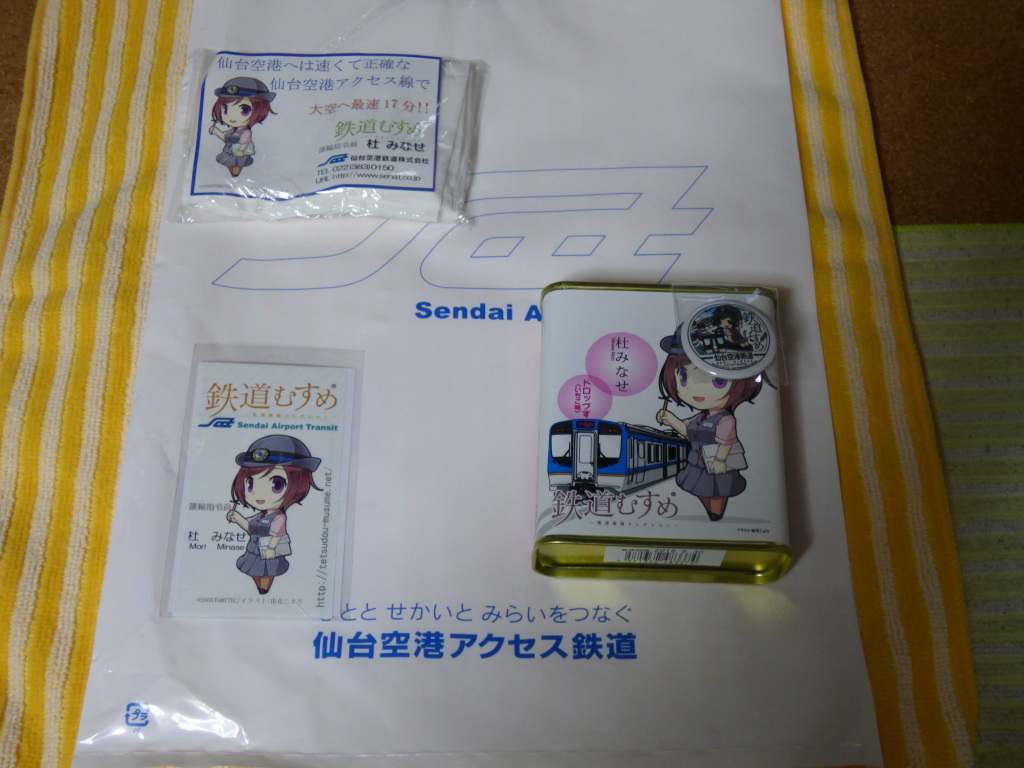 仙台空港へは速くて正確な
仙台空港アクセス線で
大空へ最速17分!!
鉄道むすめ
運輸指令員 杜 みなせ
仙台空港鉄道株式会社
TEL 022(383)0150
URL http://www.senat.co.jp
Sendai A
鉄道むすめ
Sendai Airport Transit
運輸指令員
杜 みなせ
Mori Minase
http://tetsudou-musume.net/
杜みなせ
ドロップ
鉄道むすめ
鉄道むすめ
仙台空港鉄道
とと せかいと みらいをつなぐ
仙台空港アクセス鉄道
プラ